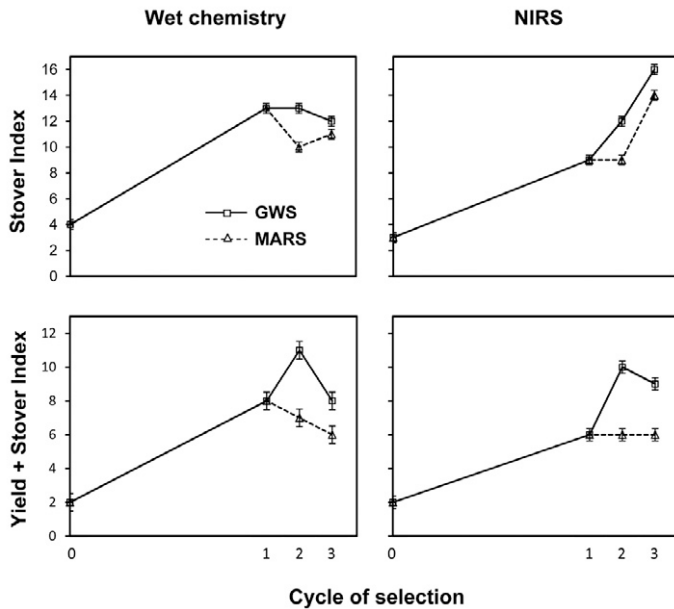 Wet chemistry
NIRS
Stover Index
16
14
12
10
8
6
4
2
0
GWS
MARS
Yield + Stover Index
12
10
8
6
4
2
0
0 1 2 3
0 1 2 3
Cycle of selection